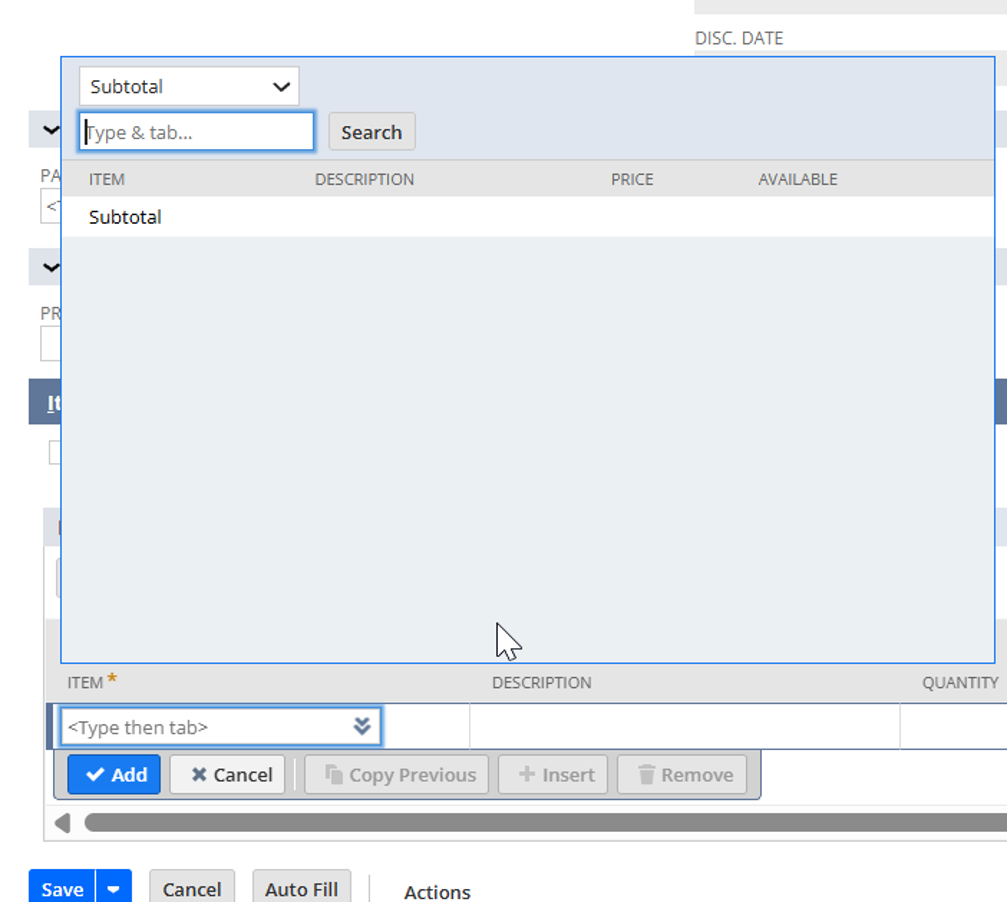 DISC. DATE
Subtotal
Type & tab...
Search
ITEM DESCRIPTION PRICE AVAILABLE
PA
Subtotal
<
PR
It
ITEM * DESCRIPTION QUANTITY
<Type then tab>
Add Cancel Copy Previous Insert Remove
Save Cancel Auto Fill Actions